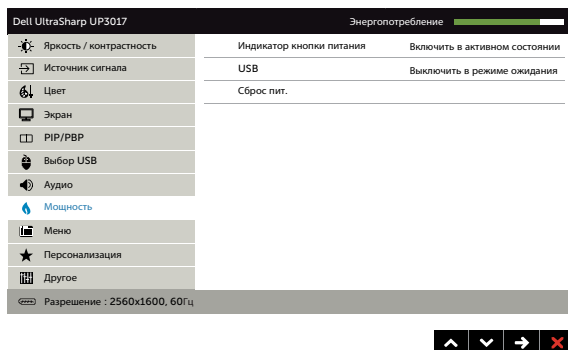 Dell UltraSharp UP3017 Энергопотребление
Яркость / контрастность Индикатор кнопки питания Включить в активном состоянии
Источник сигнала USB Выключить в режиме ожидания
Цвет Сброс пит.
Экран
PIP/PBP
Выбор USB
Аудио
Мощность
Меню
Персонализация
Другое
Разрешение : 2560x1600, 60Гц